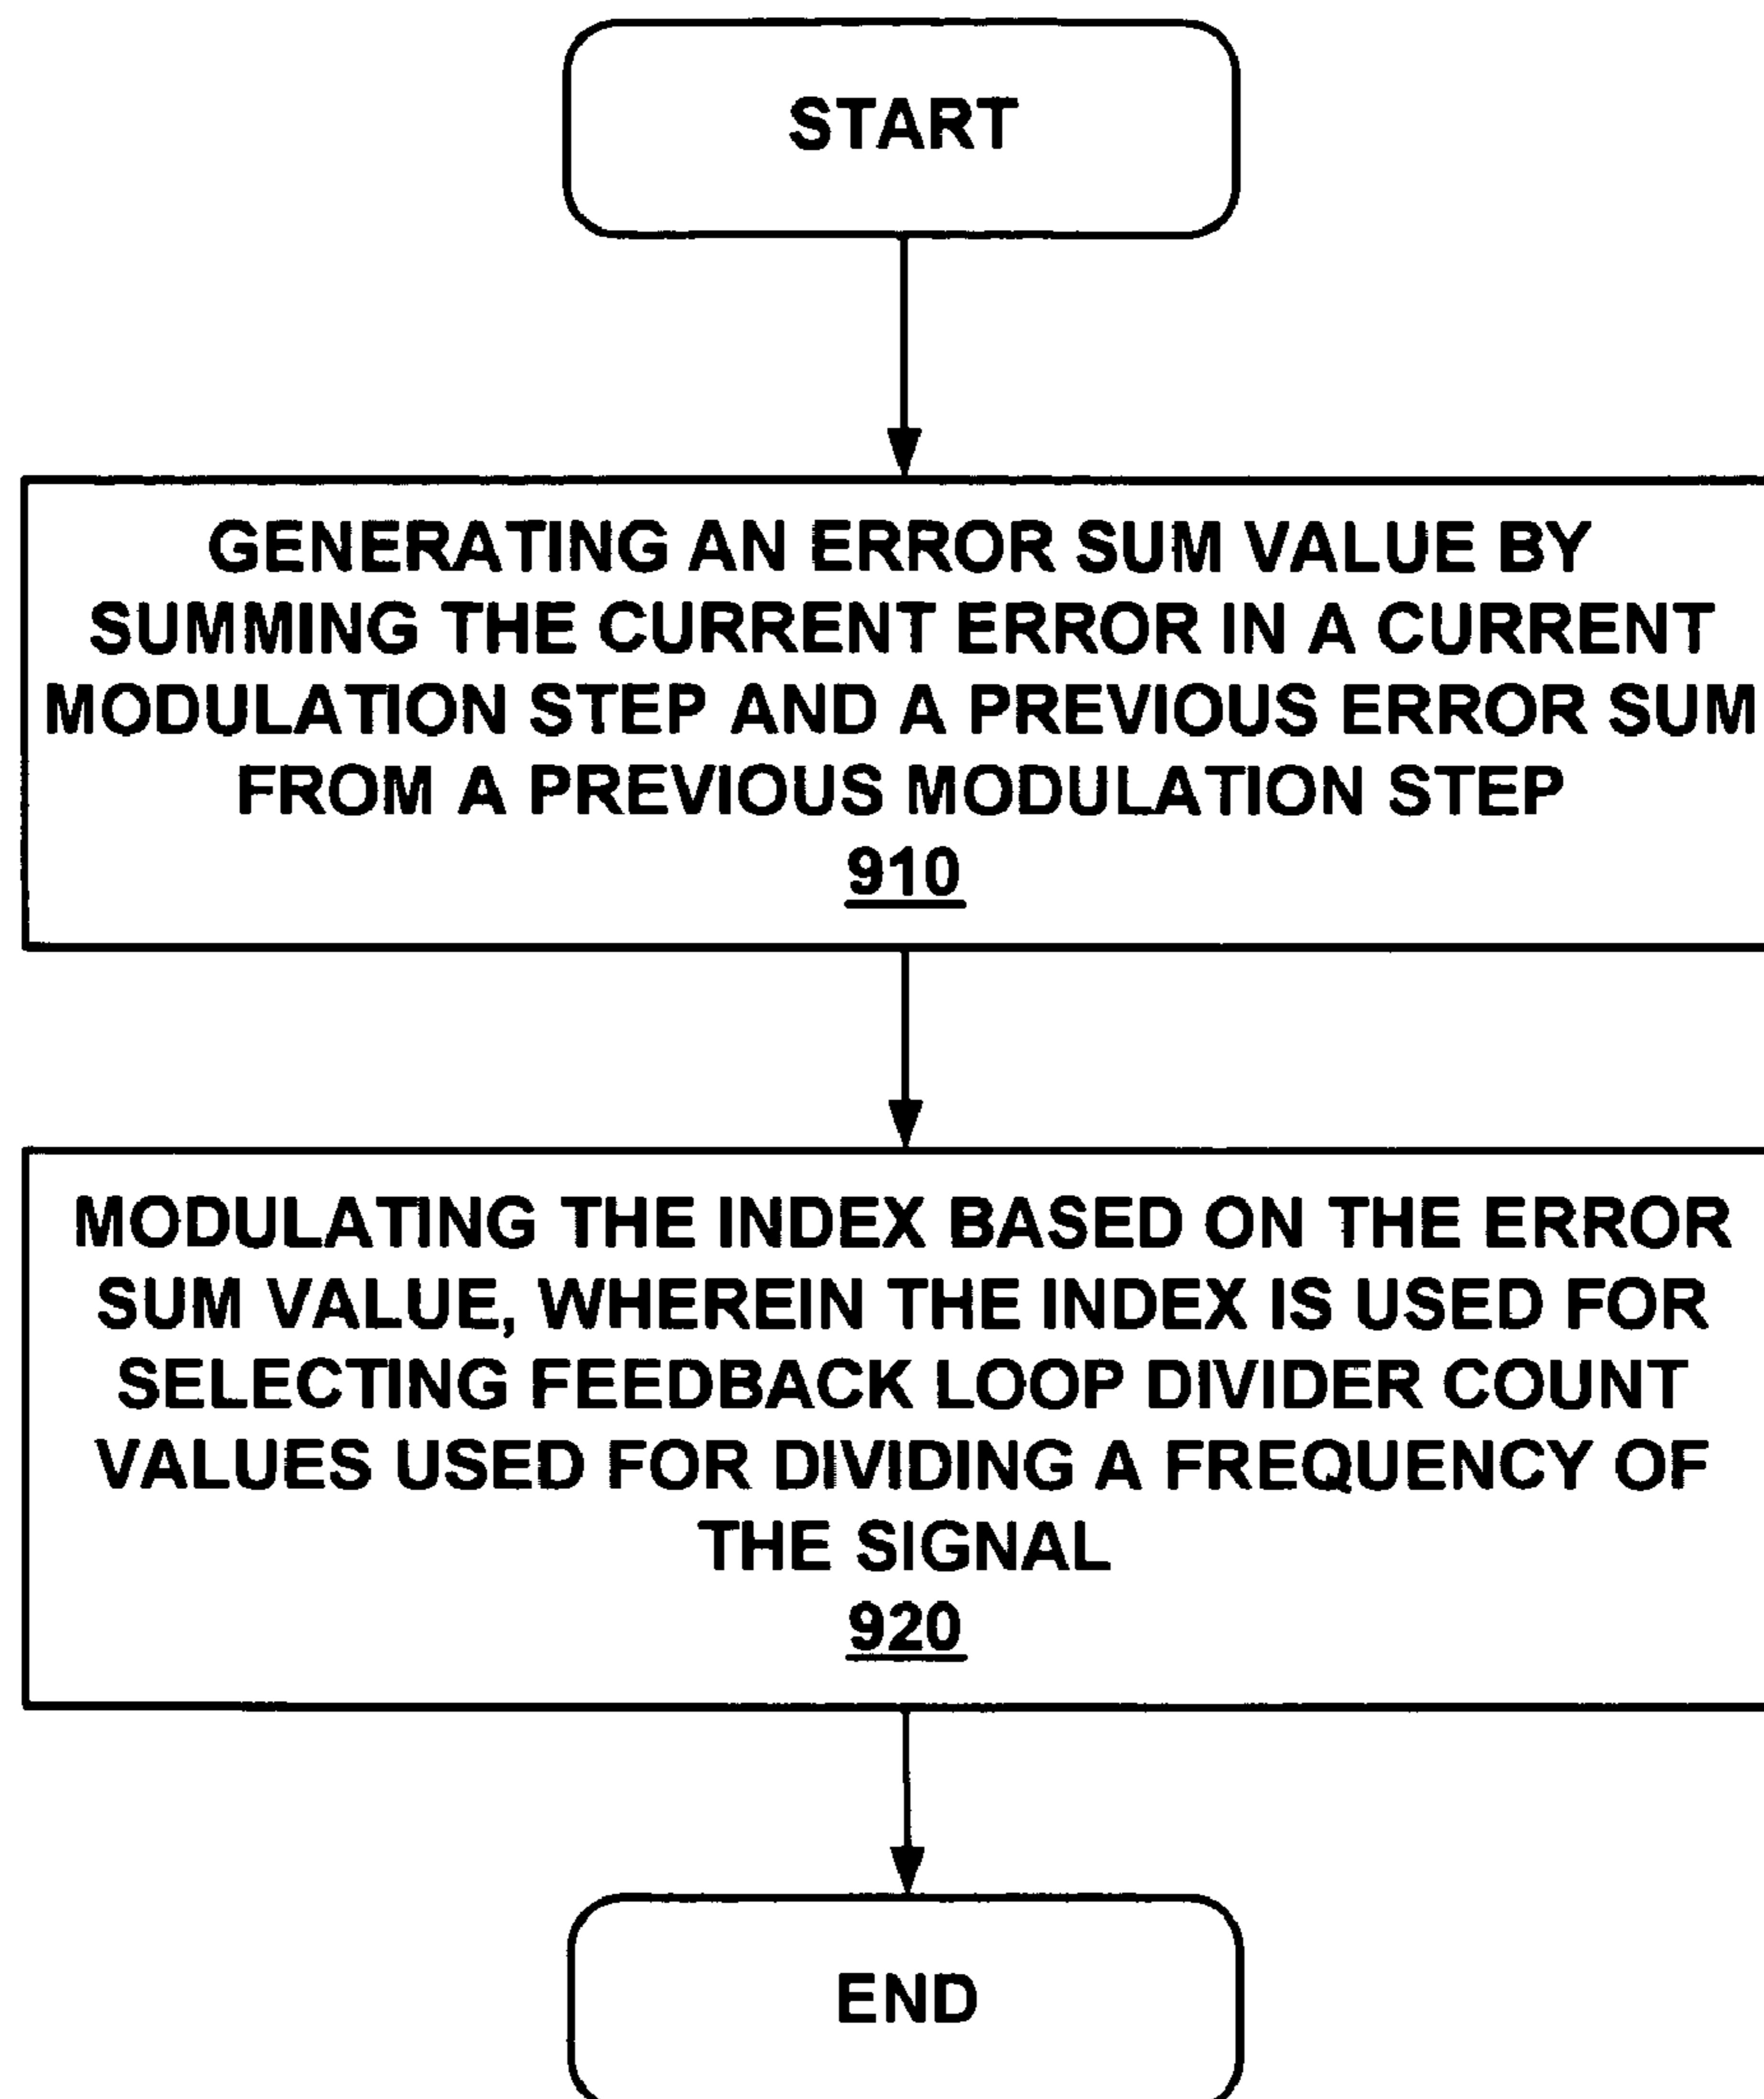 START
GENERATING AN ERROR SUM VALUE BY
SUMMING THE CURRENT ERROR IN A CURRENT
MODULATION STEP AND A PREVIOUS ERROR SUM
FROM A PREVIOUS MODULATION STEP
910
MODULATING THE INDEX BASED ON THE ERROR
SUM VALUE, WHEREIN THE INDEX IS USED FOR
SELECTING FEEDBACK LOOP DIVIDER COUNT
VALUES USED FOR DIVIDING A FREQUENCY OF
THE SIGNAL
920
END